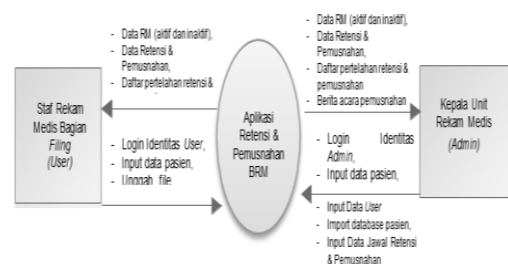 - Data RM (aktif dan inaktif),
- Data Retensi &
Pemusnahan,
- Daftar pertelahan retensi &
Staf Rekam
Medis Bagian
Filing
(User)
- Login Identitas User,
- Input data pasien,
- Unggah file
Aplikasi
Retensi &
Pemusnahan
BRM
- Data RM (aktif dan inaktif),
- Data Retensi &
Pemusnahan,
- Daftar pertelahan retensi &
pemusnahan
- Berita acara pemusnahan
Kepala Unit
Rekam Medis
(Admin)
- Login Identitas
Admin,
- Input data pasien,
- Input Data User
- Import database pasien,
- Input Data Jawal Retensi
& Pemusnahan